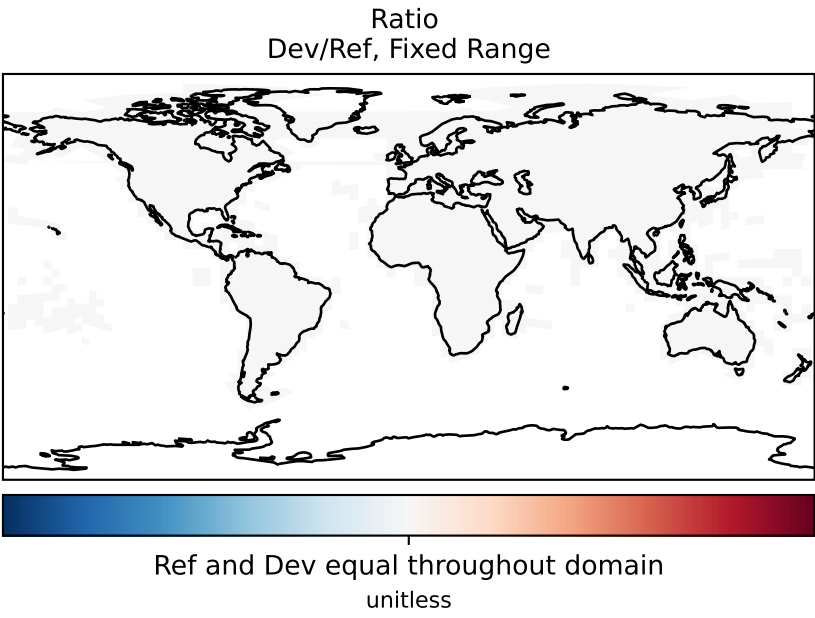 Ratio
Dev/Ref, Fixed Range
Ref and Dev equal throughout domain
unitless